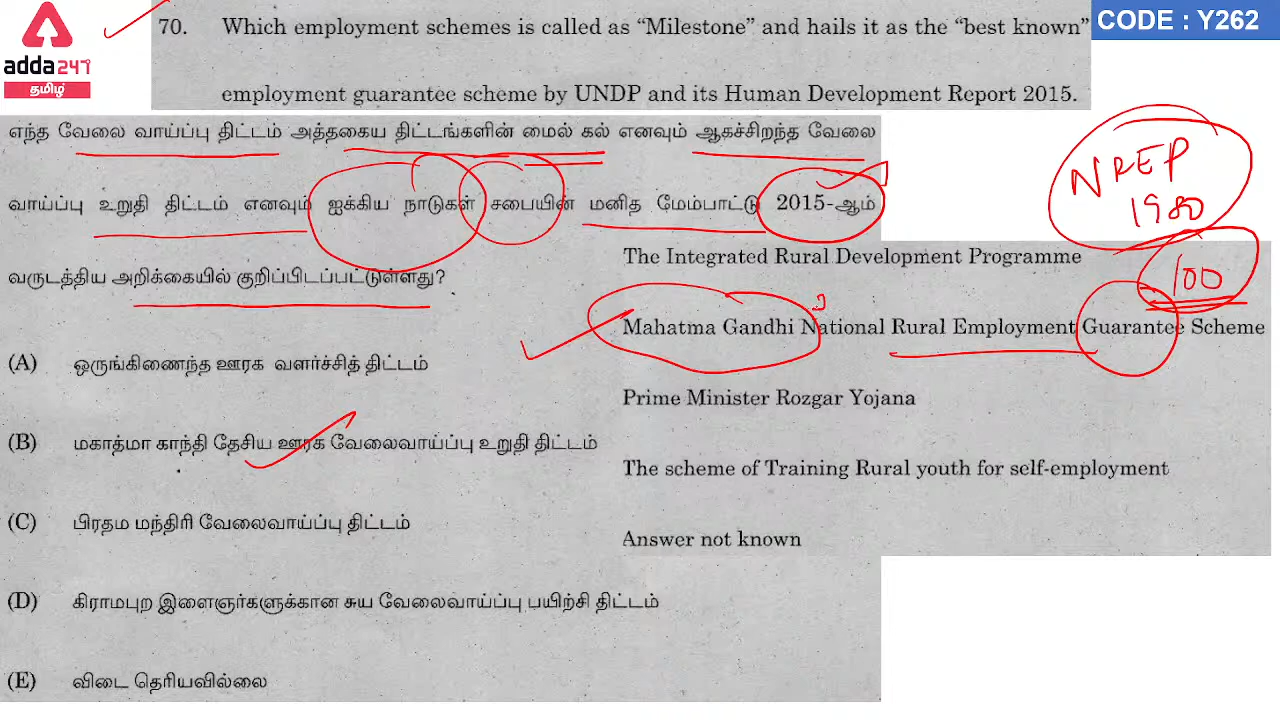 adda247
தமிழ்
CODE : Y262
70. Which employment schemes is called as “Milestone” and hails it as the “best known”
employment guarantee scheme by UNDP and its Human Development Report 2015.
எந்த வேலை வாய்ப்பு திட்டம் அத்தகைய திட்டங்களின் மைல் கல் எனவும் ஆகச்சிறந்த வேலை
வாய்ப்பு உறுதி திட்டம் எனவும் ஐக்கிய நாடுகள் சபையின் மனித மேம்பாட்டு 2015-ஆம்
வருடத்திய அறிக்கையில் குறிப்பிடப்பட்டுள்ளது?
(A) ஒருங்கிணைந்த ஊரக வளர்ச்சித் திட்டம்
(B) மகாத்மா காந்தி தேசிய ஊரக வேலைவாய்ப்பு உறுதி திட்டம்
(C) பிரதம மந்திரி வேலைவாய்ப்பு திட்டம்
(D) கிராமபுற இளைஞர்களுக்கான சுய வேலைவாய்ப்பு பயிற்சி திட்டம்
(E) விடை தெரியவில்லை
The Integrated Rural Development Programme
Mahatma Gandhi National Rural Employment Guarantee Scheme
Prime Minister Rozgar Yojana
The scheme of Training Rural youth for self-employment
Answer not known
NREP
1980
100